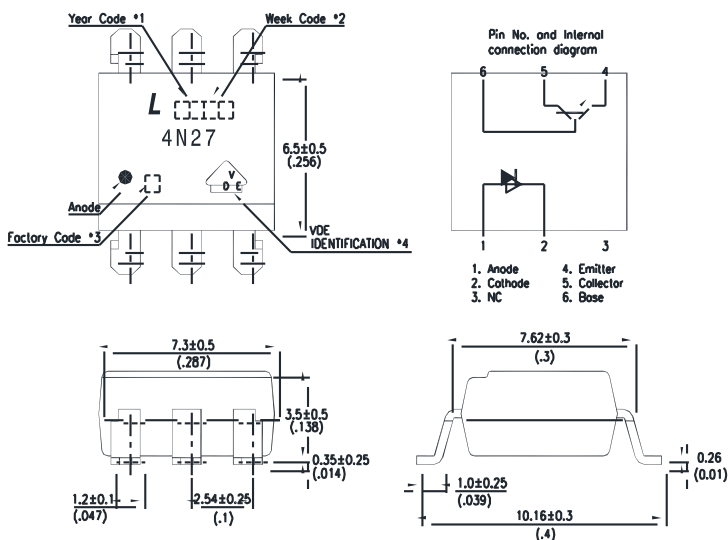 Year Code *1
Week Code *2
L
4N27
V
D E
6.5±0.5
(.256)
Anode
Factory Code *3
VDE
IDENTIFICATION *4
Pin No. and Internal
connection diagram
6 5 4
1 2 3
1. Anode 4. Emitter
2. Cathode 5. Collector
3. NC 6. Base
7.3±0.5
(.287)
3.5±0.5
(.138)
0.35±0.25
(.014)
1.2±0.1
(.047)
2.54±0.25
(.1)
7.62±0.3
(.3)
0.26
(0.01)
1.0±0.25
(.039)
10.16±0.3
(.4)